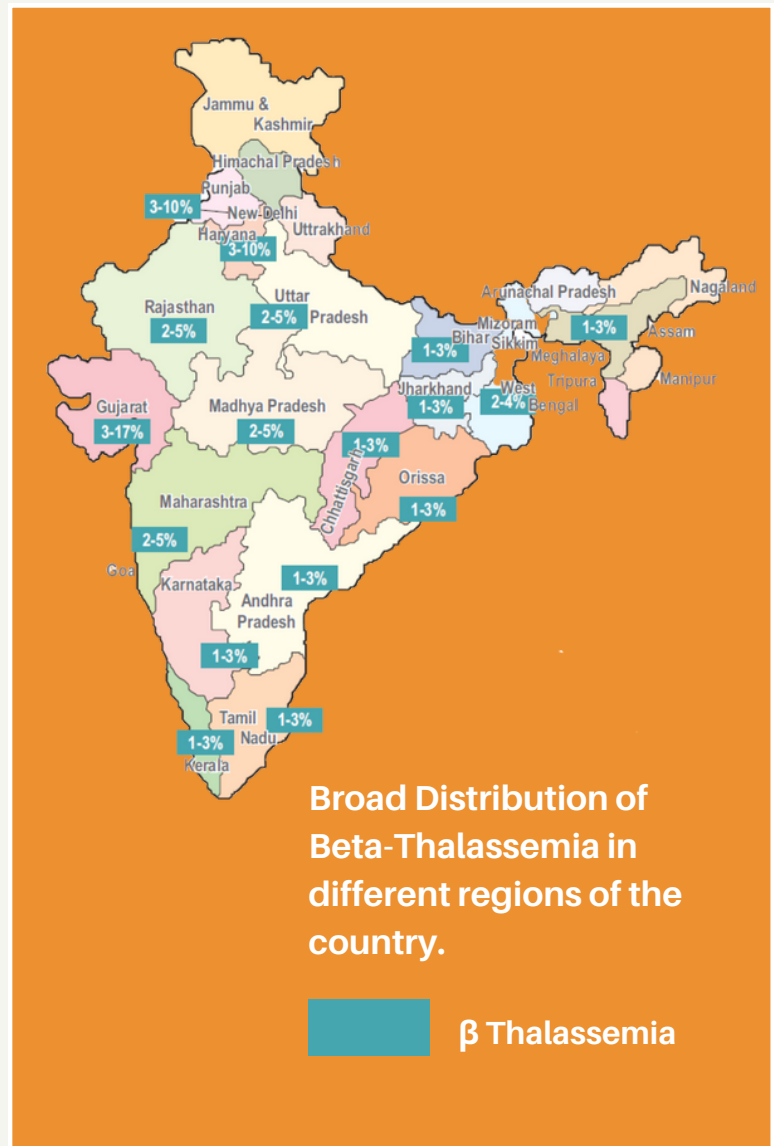 Jammu &
Kashmir
Himachal Pradesh
Punjab
3-10%
New-Delhi
Haryana
3-10%
Uttrakhand
Rajasthan
2-5%
Uttar
Pradesh
2-5%
Arunachal Pradesh
Nagaland
Mizoram
Sikkim
1-3%
Assam
Bihar
1-3%
Meghalaya
Tripura
Manipur
Jharkhand
1-3%
West
Bengal
2-4%
Gujarat
3-17%
Madhya Pradesh
2-5%
Chhattisgarh
1-3%
Orissa
1-3%
Maharashtra
2-5%
Goa
Karnataka
1-3%
Andhra
Pradesh
1-3%
Tamil
Nadu
1-3%
1-3%
Kerala
Broad Distribution of
Beta-Thalassemia in
different regions of the
country.
β Thalassemia